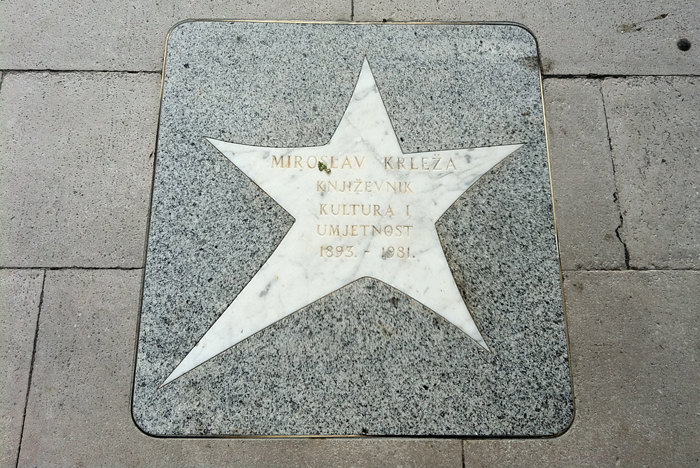 MIROSLAV KRLEŽA
KNJIŽEVNIK
KULTURA I
UMJETNOST
1893. - 1981.